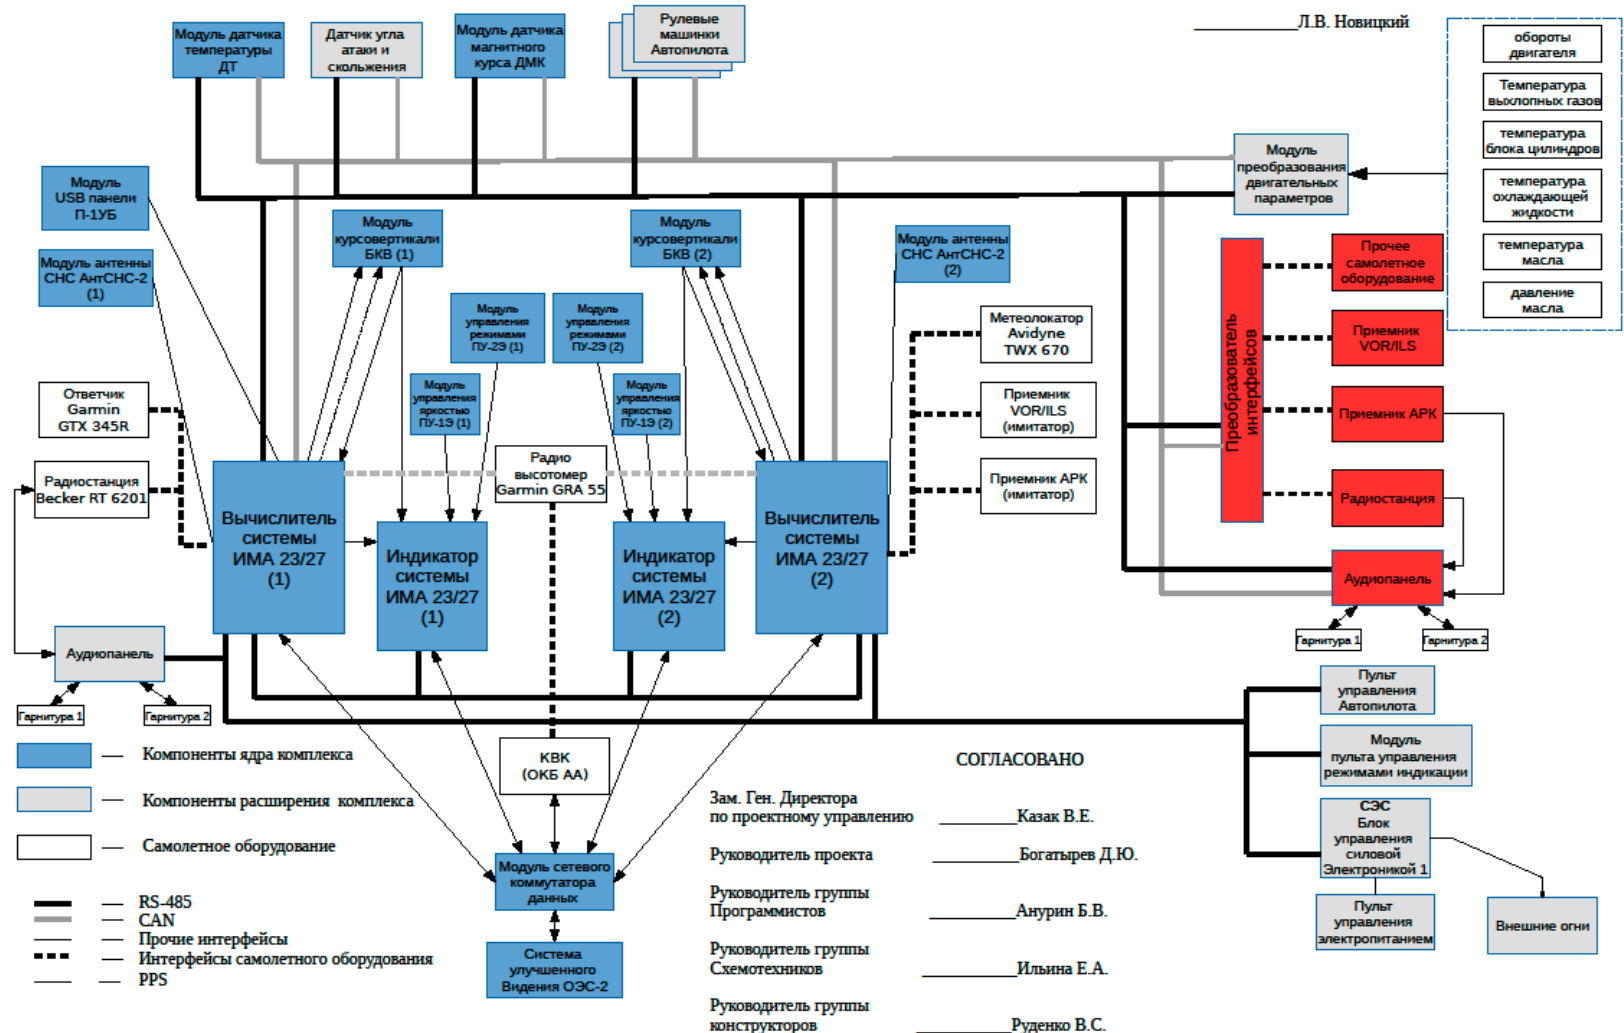 Модуль датчика
температуры
ДТ
Датчик угла
атаки и
скольжения
Модуль датчика
магнитного
курса ДМК
Рулевые
машинки
Автопилота
Л.В. Новицкий
обороты
двигателя
Температура
выхлопных газов
температура
блока цилиндров
температура
охлаждающей
жидкости
температура
масла
давление
масла
Модуль
преобразования
двигательных
параметров
Модуль
USB панели
П-1УБ
Модуль антенны
СНС АнтСНС-2
(1)
Модуль
курсовертикали
БКВ (1)
Модуль
курсовертикали
БКВ (2)
Модуль антенны
СНС АнтСНС-2
(2)
Модуль
управления
режимами
ПУ-2Э (1)
Модуль
управления
режимами
ПУ-2Э (2)
Модуль
управления
яркостью
ПУ-1Э (1)
Модуль
управления
яркостью
ПУ-1Э (2)
Метеолокатор
Avidyne
TWX 670
Приемник
VOR/ILS
(имитатор)
Приемник АРК
(имитатор)
Преобразователь
интерфейсов
Прочее
самолетное
оборудование
Приемник
VOR/ILS
Приемник АРК
Радиостанция
Аудиопанель
Гарнитура 1
Гарнитура 2
Ответчик
Garmin
GTX 345R
Радиостанция
Becker RT 6201
Радио
высотомер
Garmin GRA 55
Вычислитель
системы
ИМА 23/27
(1)
Индикатор
системы
ИМА 23/27
(1)
Индикатор
системы
ИМА 23/27
(2)
Вычислитель
системы
ИМА 23/27
(2)
Аудиопанель
Гарнитура 1
Гарнитура 2
КВК
(ОКБ АА)
Модуль сетевого
коммутатора
данных
Система
улучшенного
Видения ОЭС-2
Пульт
управления
Автопилота
Модуль
пульта управления
режимами индикации
СЭС
Блок
управления
силовой
Электроникой 1
Пульт
управления
электропитанием
Внешние огни
— Компоненты ядра комплекса
— Компоненты расширения комплекса
— Самолетное оборудование
— RS-485
— CAN
— Прочие интерфейсы
— Интерфейсы самолетного оборудования
— PPS
СОГЛАСОВАНО
Зам. Ген. Директора
по проектному управлению Казак В.Е.
Руководитель проекта Богатырев Д.Ю.
Руководитель группы
Программистов Анурин Б.В.
Руководитель группы
Схемотехников Ильина Е.А.
Руководитель группы
конструкторов Руденко В.С.